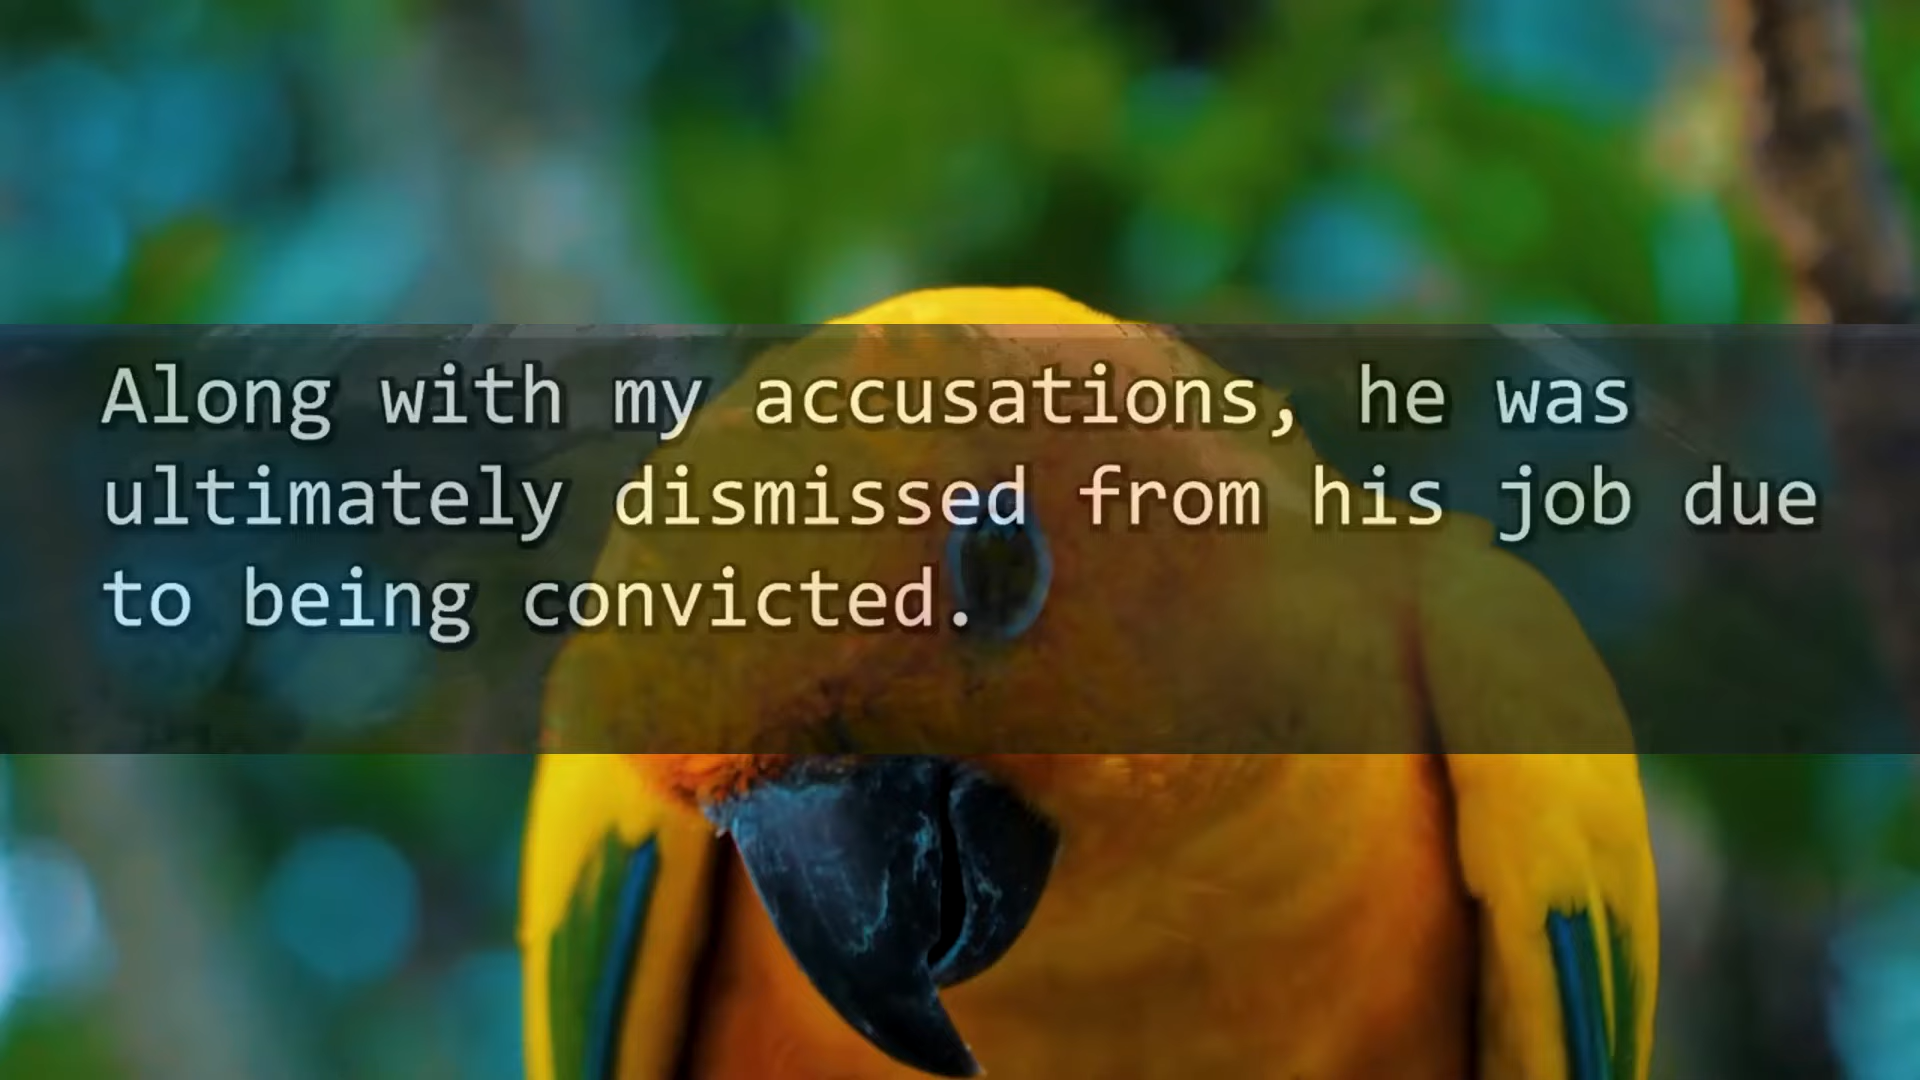 Along with my accusations, he was
ultimately dismissed from his job due
to being convicted.